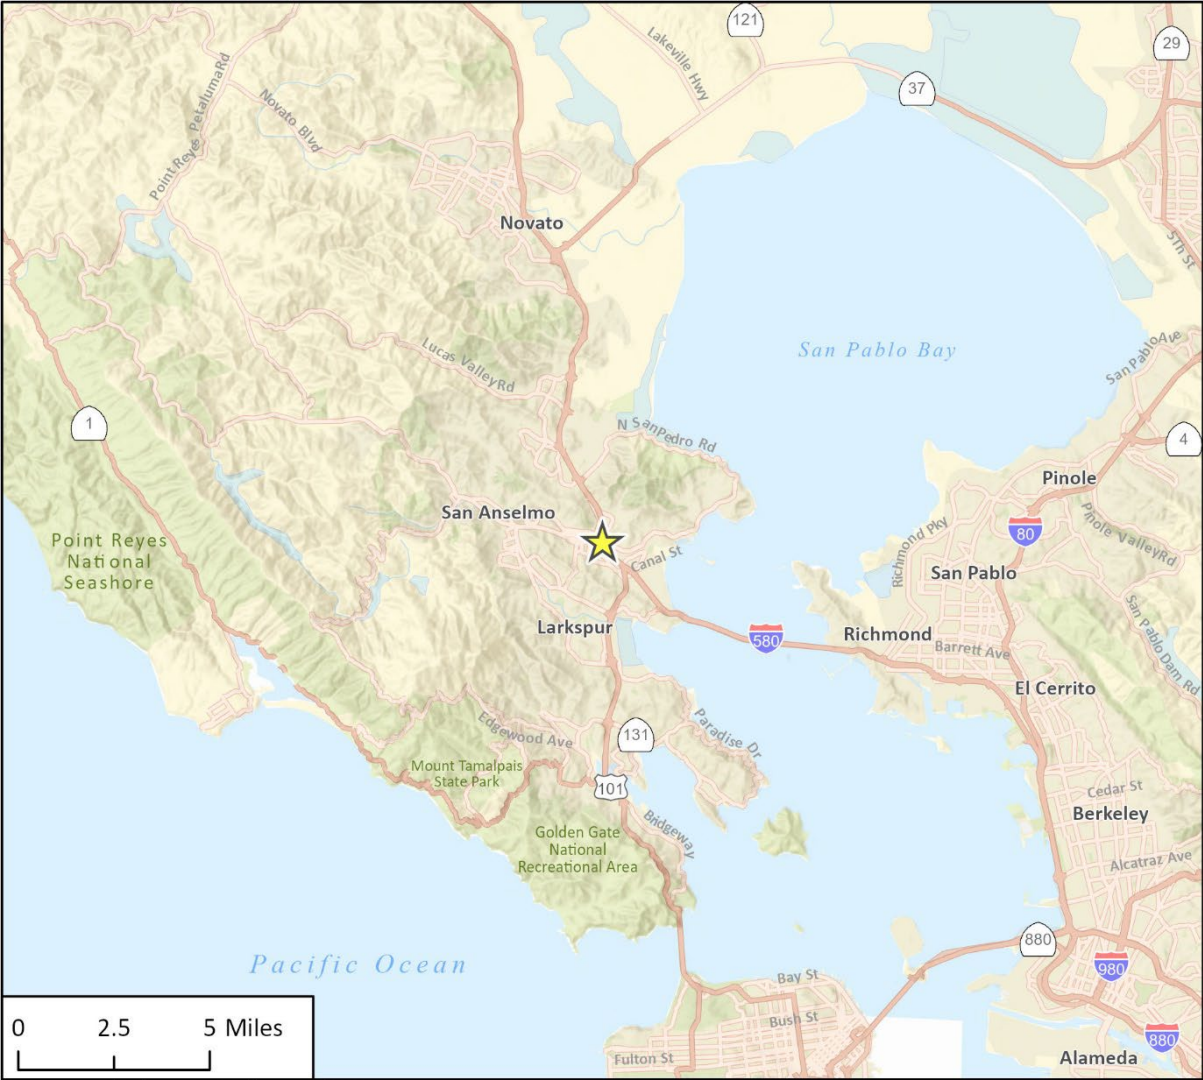 121
29
Lakeville Hwy
37
Point Reyes Petaluma Rd
Novato Blvd
Novato
5Th St
San Pablo Bay
San Pablo Ave
Lucas Valley Rd
1
N San Pedro Rd
4
Pinole
San Anselmo
80
Pinole Valley Rd
Point Reyes
National
Seashore
Richmond Pky
Canal St
San Pablo
San Pablo Dam Rd
Larkspur
580
Richmond
Barrett Ave
El Cerrito
Paradise Dr
Edgewood Ave
131
Mount Tamalpais
State Park
101
Cedar St
Berkeley
Bridgeway
Golden Gate
National
Recreational Area
Alcatraz Ave
880
Pacific Ocean
980
Bay St
Bush St
0 2.5 5 Miles
880
Fulton St
Alameda